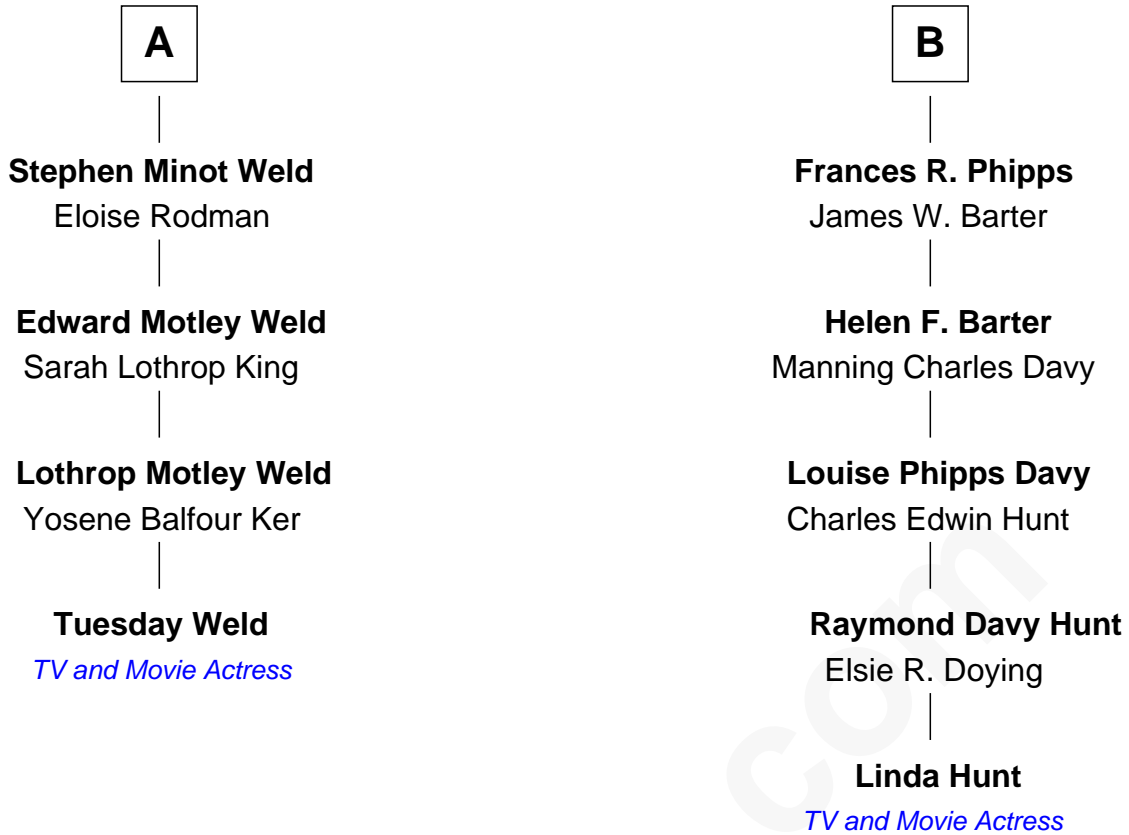 A
Stephen Minot Weld
Eloise Rodman
Edward Motley Weld
Sarah Lothrop King
Lothrop Motley Weld
Yosene Balfour Ker
Tuesday Weld
TV and Movie Actress
B
Frances R. Phipps
James W. Barter
Helen F. Barter
Manning Charles Davy
Louise Phipps Davy
Charles Edwin Hunt
Raymond Davy Hunt
Elsie R. Doying
Linda Hunt
TV and Movie Actress
com